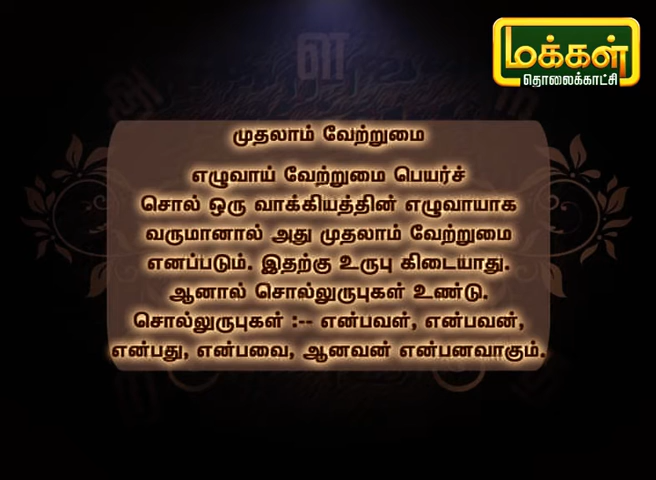 மக்கள்
தொலைக்காட்சி
ள
முதலாம் வேற்றுமை
எழுவாய் வேற்றுமை பெயர்ச்
சொல் ஒரு வாக்கியத்தின் எழுவாயாக
வருமானால் அது முதலாம் வேற்றுமை
எனப்படும். இதற்கு உருபு கிடையாது.
ஆனால் சொல்லுருபுகள் உண்டு.
சொல்லுருபுகள் :-- என்பவள், என்பவன்,
என்பது, என்பவை, ஆனவன் என்பனவாகும்.